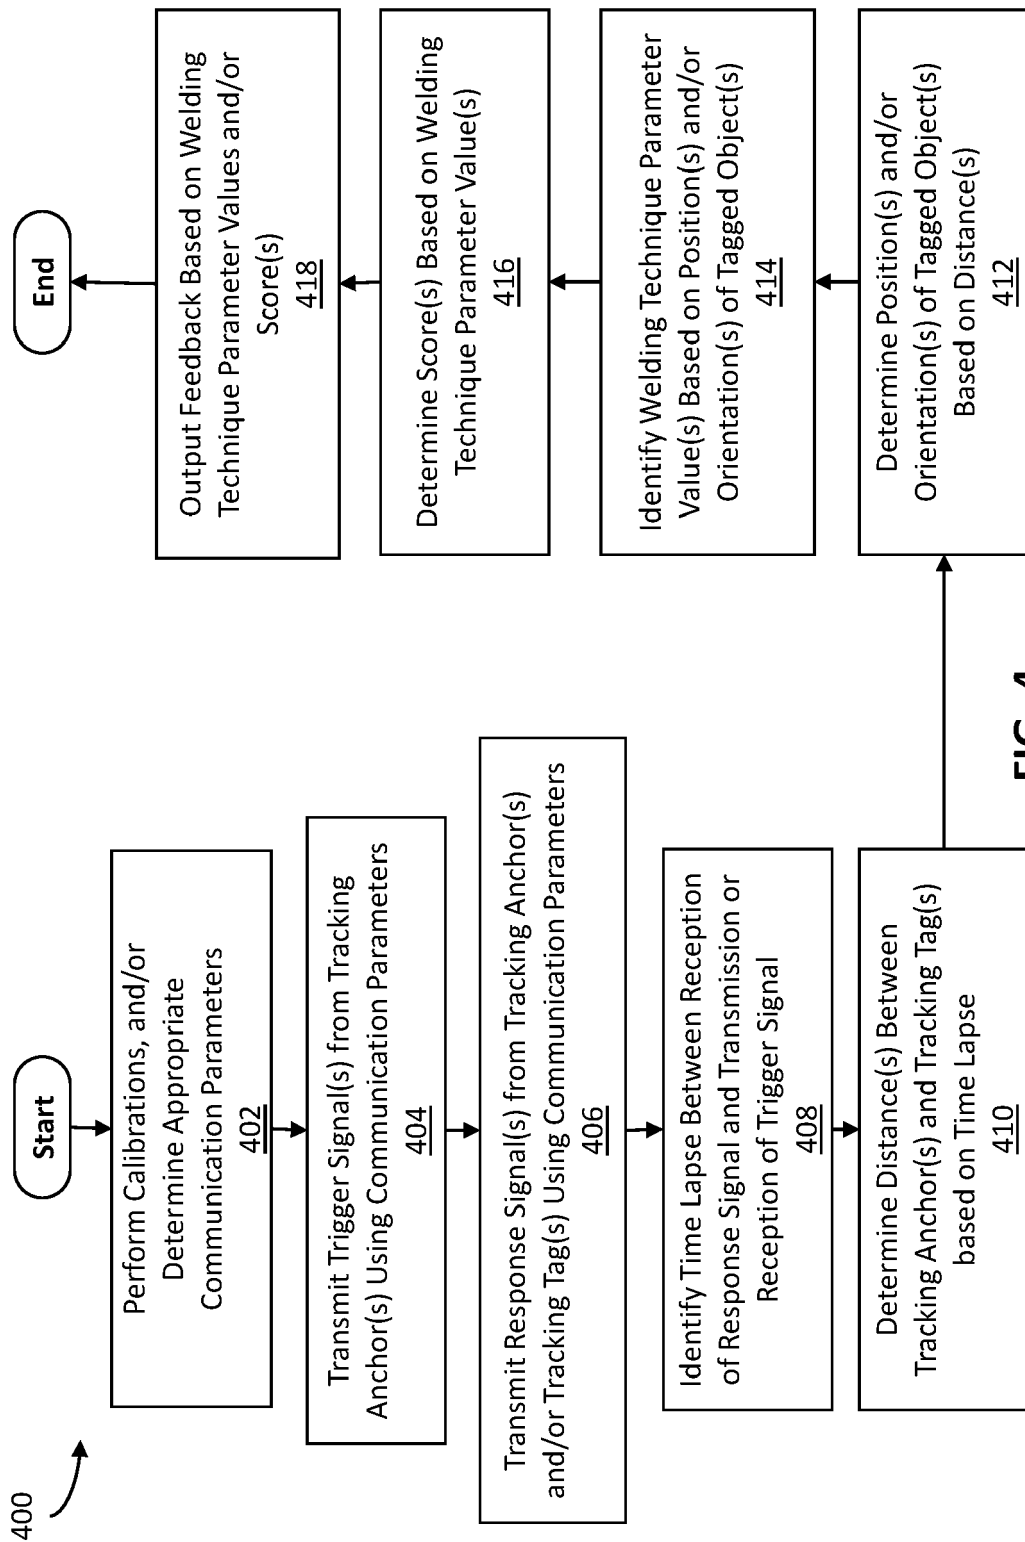 400
Start
Perform Calibrations, and/or
Determine Appropriate
Communication Parameters
402
Transmit Trigger Signal(s) from Tracking
Anchor(s) Using Communication Parameters
404
Transmit Response Signal(s) from Tracking Anchor(s)
and/or Tracking Tag(s) Using Communication Parameters
406
Identify Time Lapse Between Reception
of Response Signal and Transmission or
Reception of Trigger Signal
408
Determine Distance(s) Between
Tracking Anchor(s) and Tracking Tag(s)
based on Time Lapse
410
Determine Position(s) and/or
Orientation(s) of Tagged Object(s)
Based on Distance(s)
412
Identify Welding Technique Parameter
Value(s) Based on Position(s) and/or
Orientation(s) of Tagged Object(s)
414
Determine Score(s) Based on Welding
Technique Parameter Value(s)
416
Output Feedback Based on Welding
Technique Parameter Values and/or
Score(s)
418
End
FIG. 4